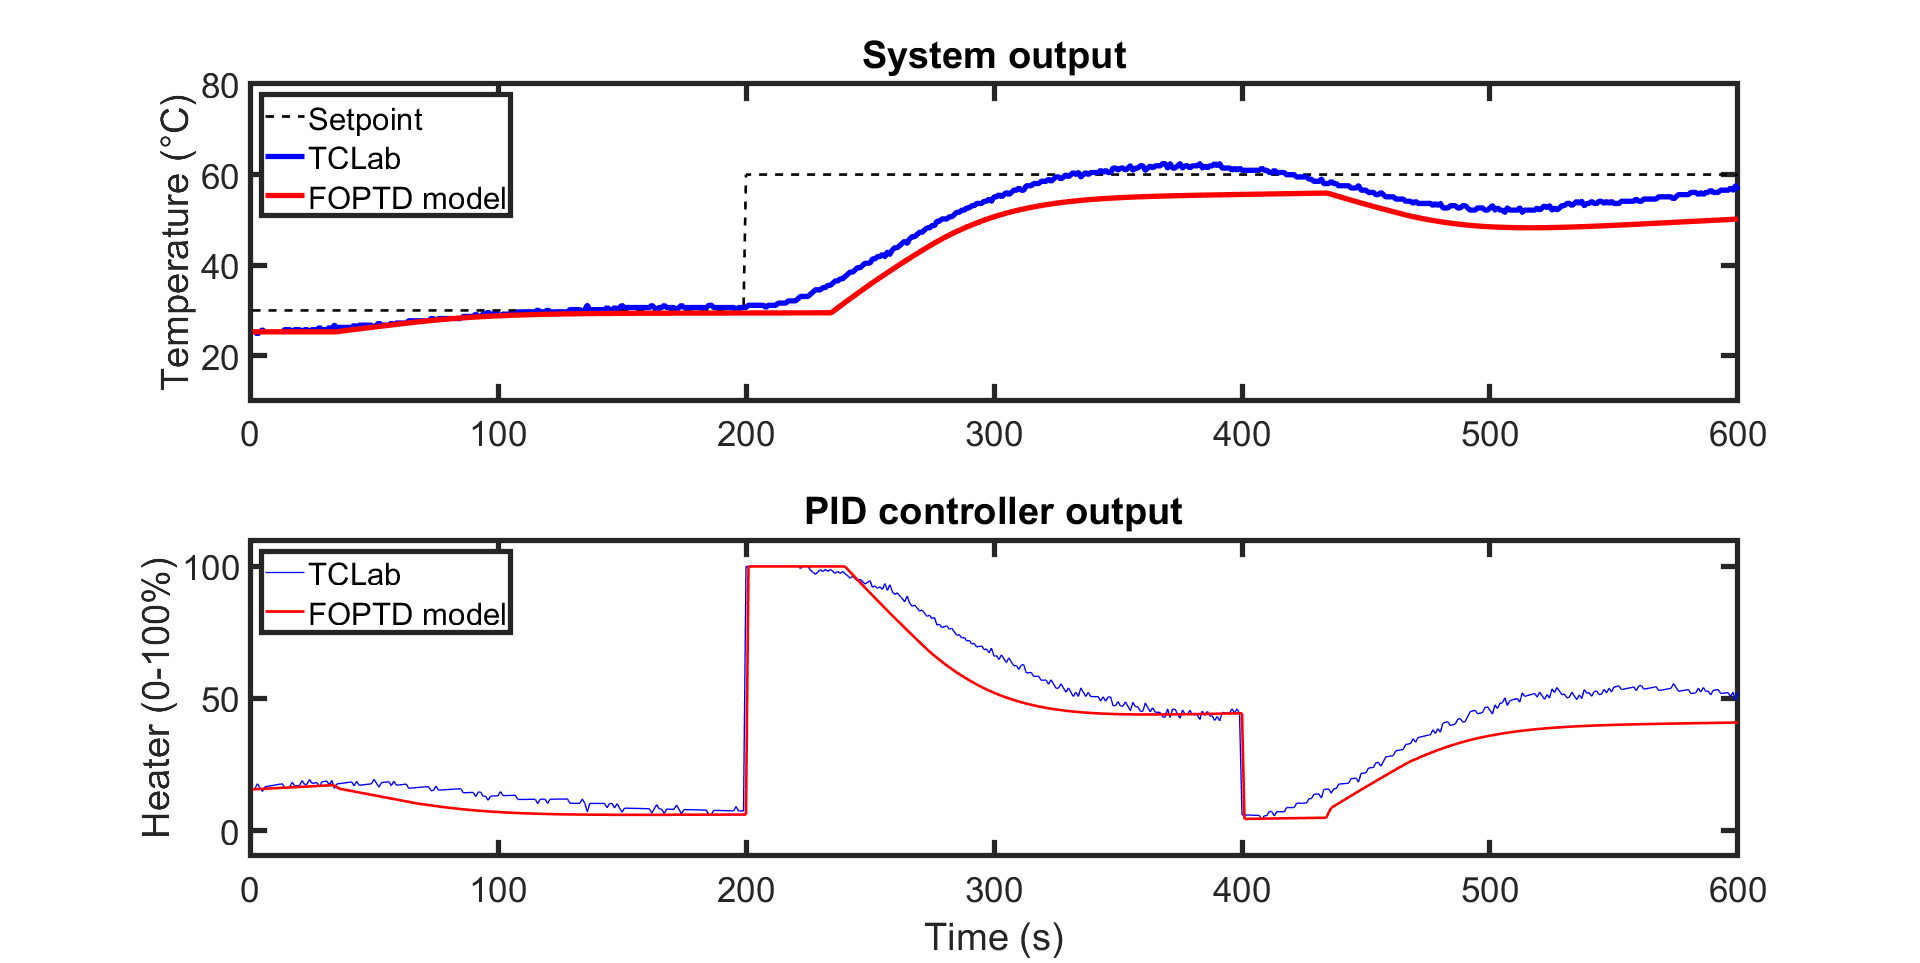 System output
Temperature (°C)
80
60
40
20
Setpoint
TCLab
FOPTD model
0 100 200 300 400 500 600
PID controller output
Heater (0-100%)
100
50
0
TCLab
FOPTD model
0 100 200 300 400 500 600
Time (s)